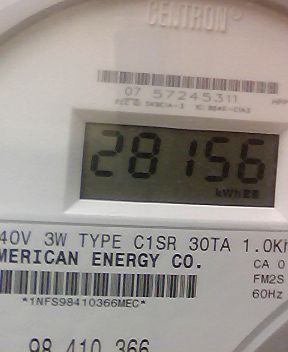 CENTRON®
07 57245311
28156
kWh
40V 3W TYPE C1SR 30TA 1.0Kh
MERICAN ENERGY CO.
CA 0
FM2S
*1NFS98410366MEC*
60Hz
98 410 366